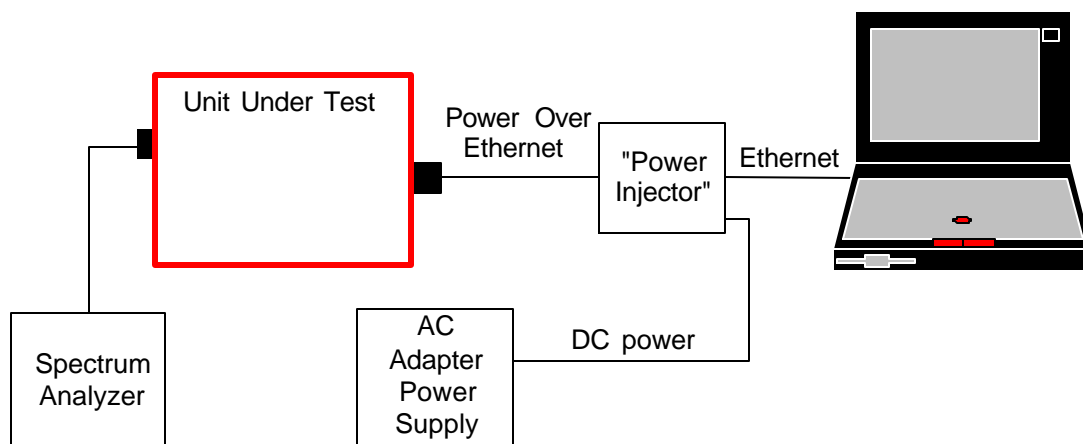 Unit Under Test
Power Over
Ethernet
"Power
Injector"
Ethernet
Spectrum
Analyzer
AC
Adapter
Power
Supply
DC power